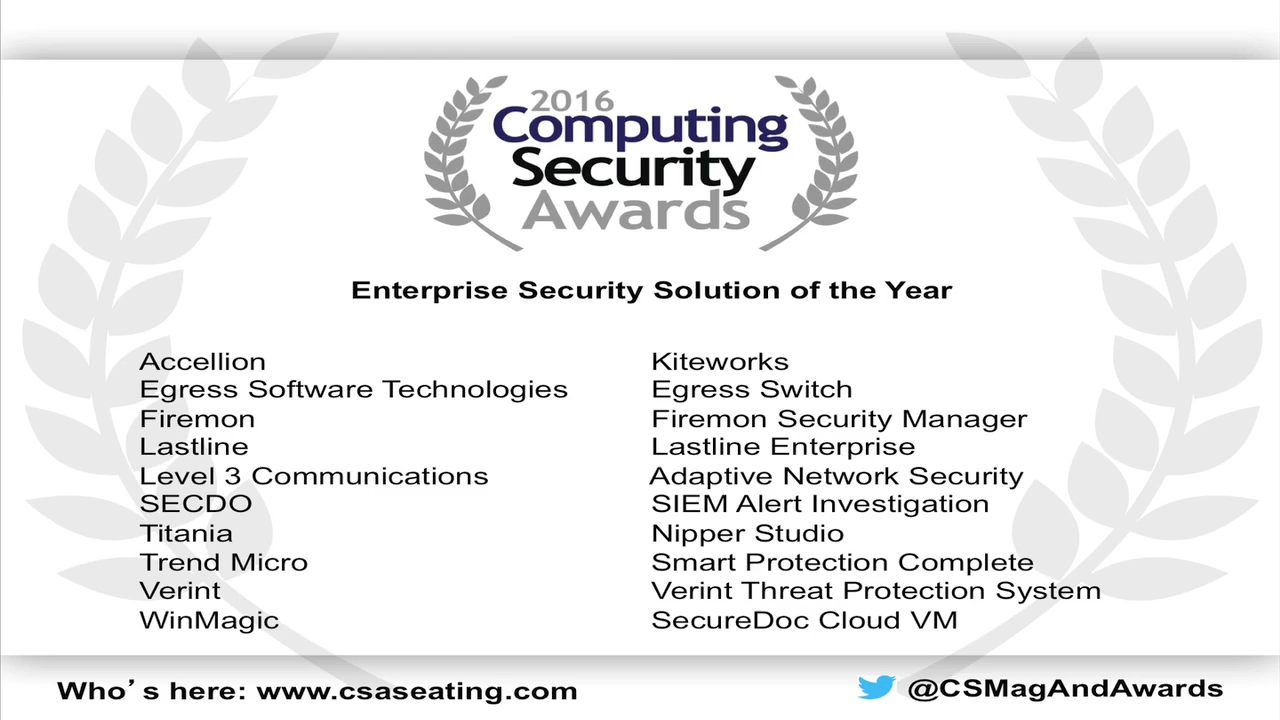 2016
Computing
Security
Awards
Enterprise Security Solution of the Year
Accellion Kiteworks
Egress Software Technologies Egress Switch
Firemon Firemon Security Manager
Lastline Lastline Enterprise
Level 3 Communications Adaptive Network Security
SECDO SIEM Alert Investigation
Titania Nipper Studio
Trend Micro Smart Protection Complete
Verint Verint Threat Protection System
WinMagic SecureDoc Cloud VM
Who's here: www.csaseating.com @CSMagAndAwards